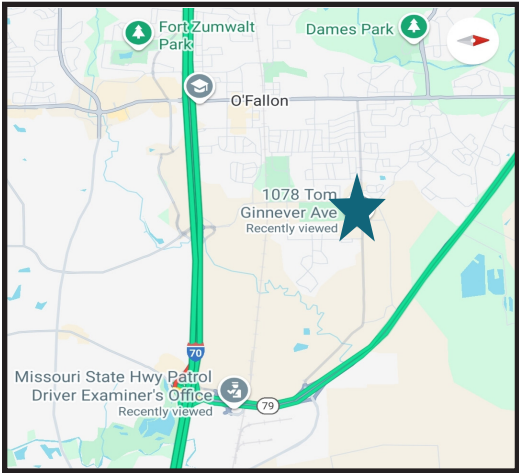 Fort Zumwalt
Park
Dames Park
O'Fallon
1078 Tom
Ginnever Ave
Recently viewed
70
Missouri State Hwy Patrol
Driver Examiner's Office
Recently viewed
79